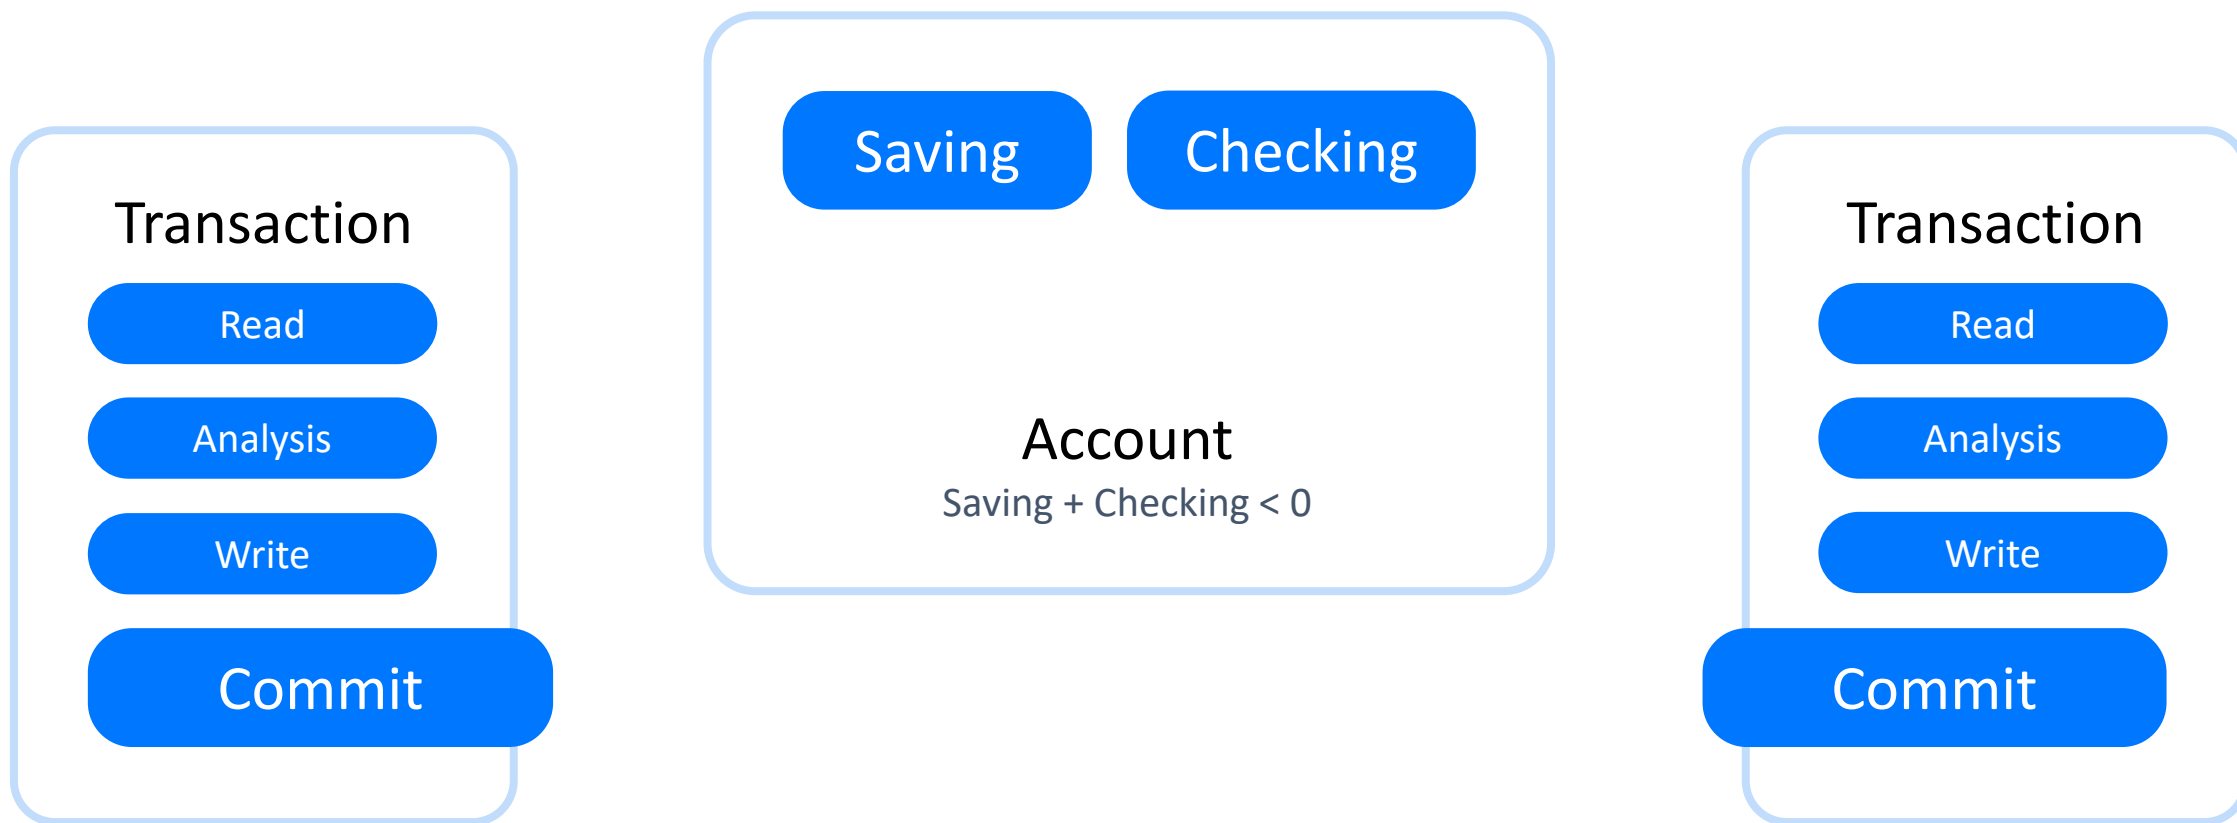 Transaction
Read
Analysis
Write
Commit
Saving
Checking
Account
Saving + Checking < 0
Transaction
Read
Analysis
Write
Commit